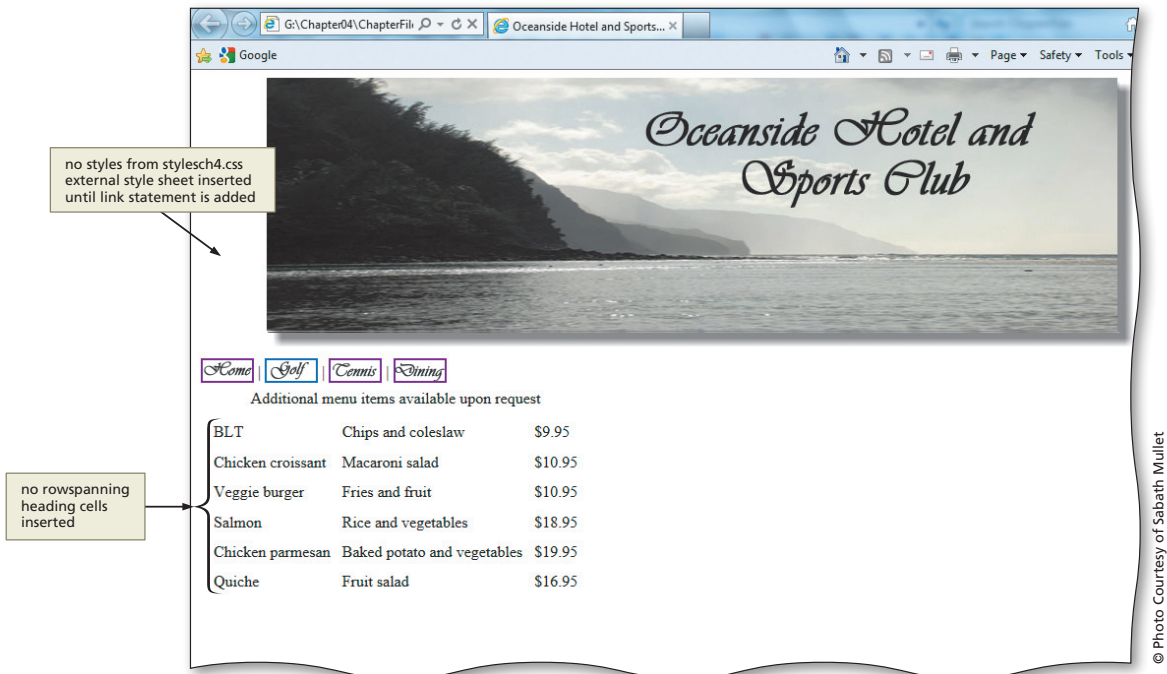 G:\Chapter04\ChapterFil
Oceanside Hotel and Sports...
Google
Page
Safety
Tools
Oceanside Hotel and
Sports Club
no styles from stylesch4.css
external style sheet inserted
until link statement is added
Home | Golf | Tennis | Dining
Additional menu items available upon request
BLT Chips and coleslaw $9.95
Chicken croissant Macaroni salad $10.95
Veggie burger Fries and fruit $10.95
Salmon Rice and vegetables $18.95
Chicken parmesan Baked potato and vegetables $19.95
Quiche Fruit salad $16.95
no rowspanning
heading cells
inserted
© Photo Courtesy of Sabath Mullet